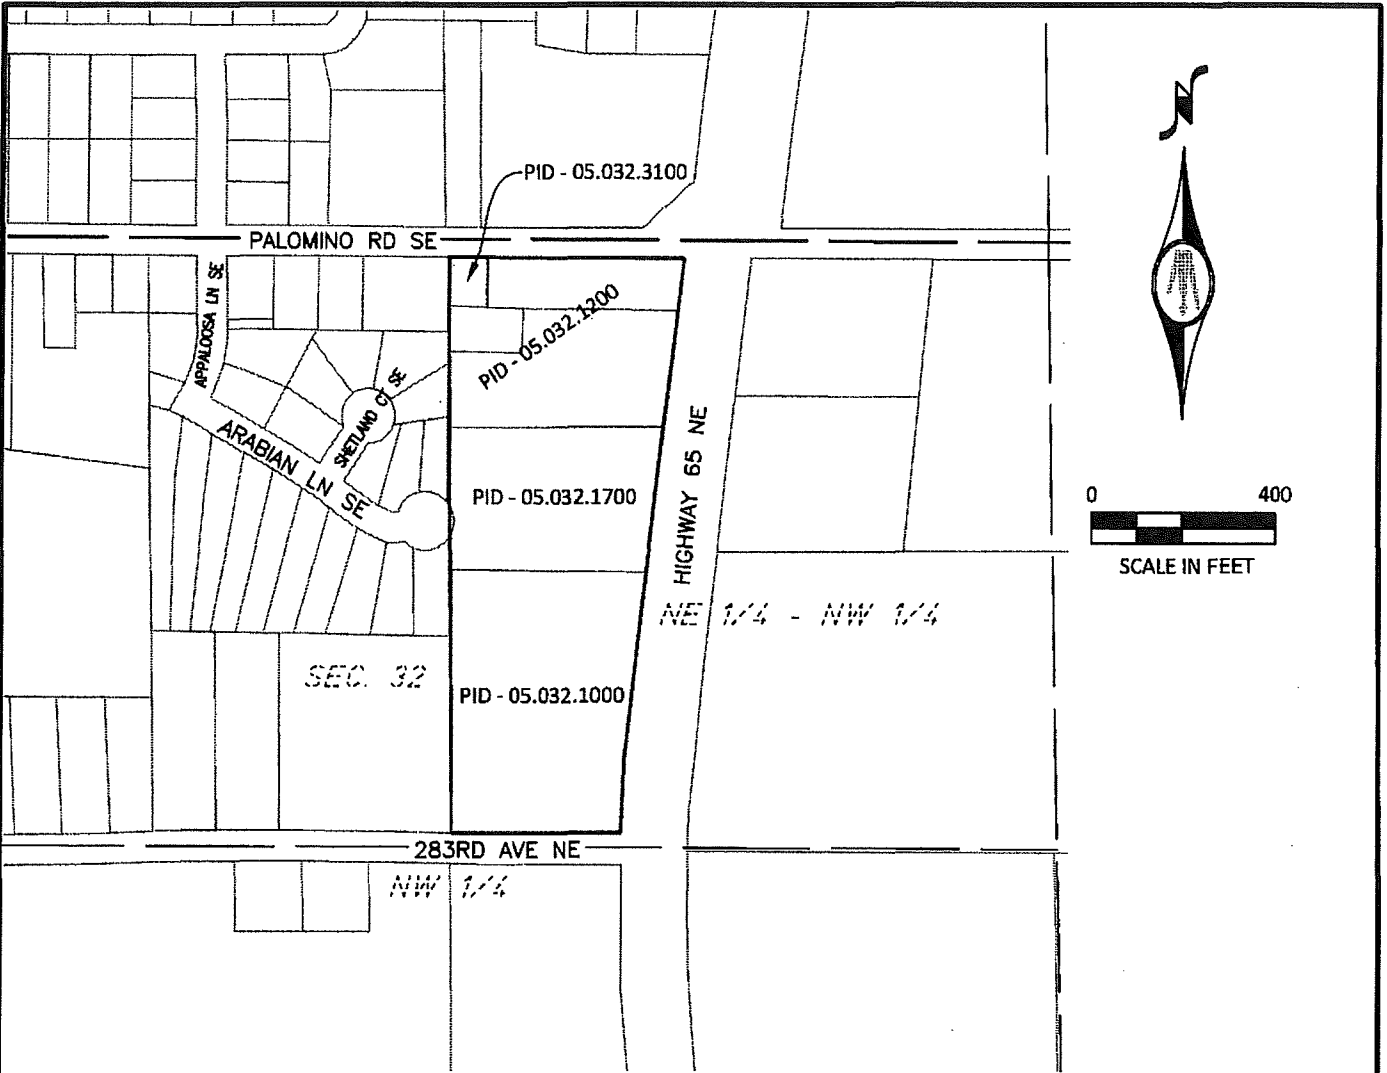 N
PID - 05.032.3100
PALOMINO RD SE
APPALOOSA LN SE
PID - 05.032.1200
SHETLAND CT SE
ARABIAN LN SE
HIGHWAY 65 NE
PID - 05.032.1700
0 400
SCALE IN FEET
NE 1/4 - NW 1/4
SEC. 32
PID - 05.032.1000
283RD AVE NE
NW 1/4